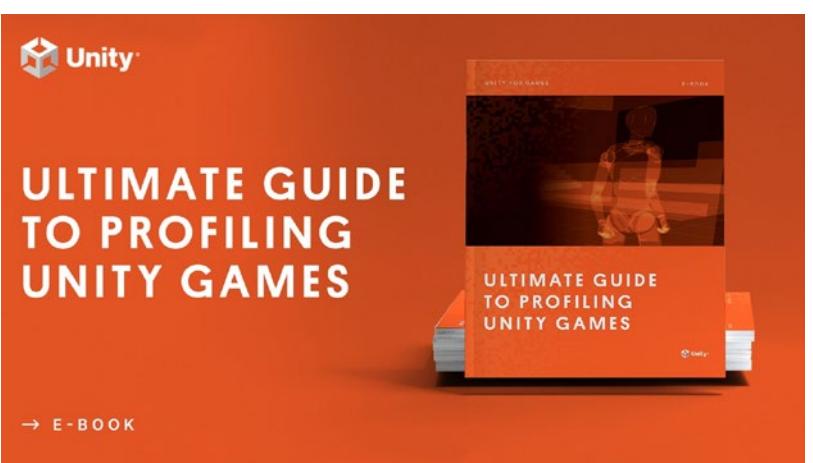 Unity
ULTIMATE GUIDE
TO PROFILING
UNITY GAMES
→ E-BOOK
UNITY FOR GAMES
E-BOOK
ULTIMATE GUIDE
TO PROFILING
UNITY GAMES
Unity